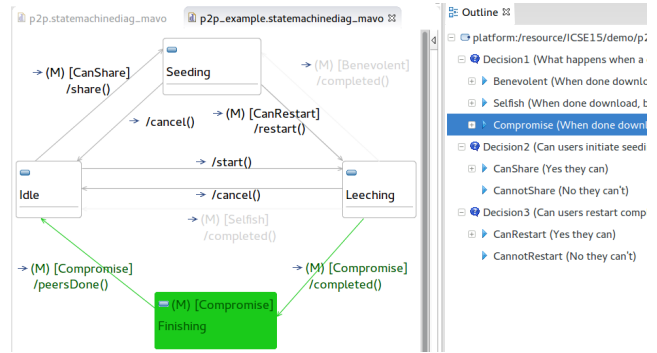 p2p.statemachinediag_mavo
p2p_example.statemachinediag_mavo
Outline
(M) [CanShare]
/share()
Seeding
(M) [Benevolent]
/completed()
/cancel()
(M) [CanRestart]
/restart()
/start()
Idle
/cancel()
Leeching
(M) [Selfish]
/completed()
(M) [Compromise]
/peersDone()
(M) [Compromise]
/completed()
(M) [Compromise]
Finishing
platform:/resource/ICSE15/demo/p2
Decision1 (What happens when a
Benevolent (When done downlo
Selfish (When done download, b
Compromise (When done downl
Decision2 (Can users initiate seedi
CanShare (Yes they can)
CannotShare (No they can't)
Decision3 (Can users restart comp
CanRestart (Yes they can)
CannotRestart (No they can't)